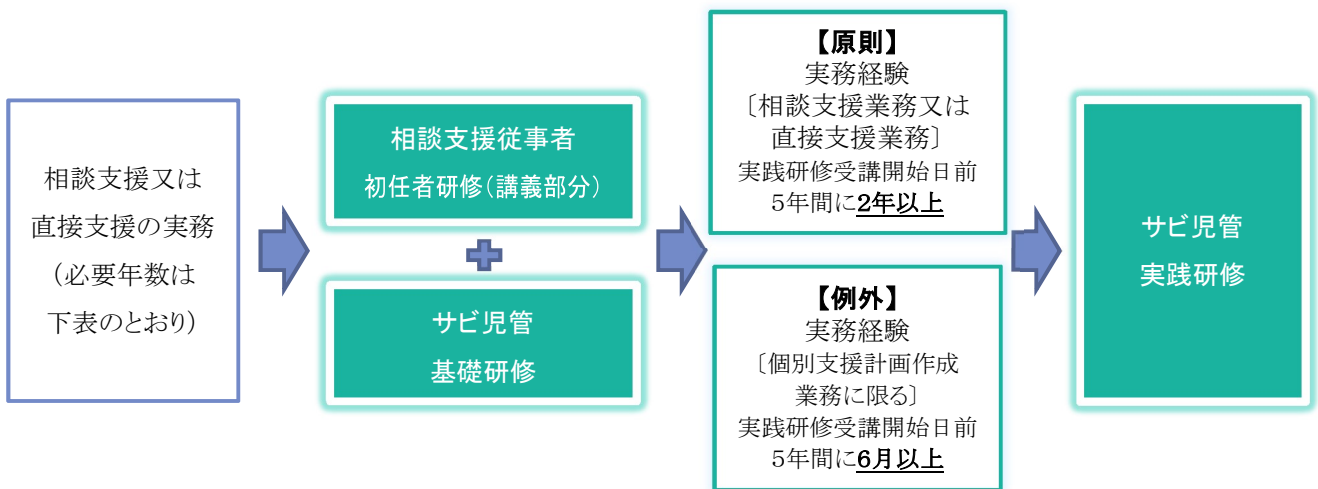 相談支援又は
直接支援の実務
（必要年数は
下表のとおり）
相談支援従事者
初任者研修（講義部分）
サビ児管
基礎研修
【原則】
実務経験
〔相談支援業務又は
直接支援業務〕
実践研修受講開始日前
5年間に2年以上
【例外】
実務経験
〔個別支援計画作成
業務に限る〕
実践研修受講開始日前
5年間に6月以上
サビ児管
実践研修